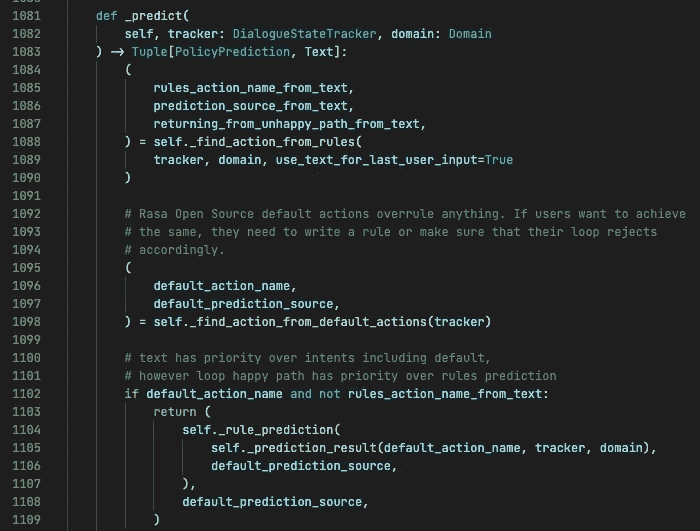 1081 def _predict(
1082 self, tracker: DialogueStateTracker, domain: Domain
1083 ) → Tuple[PolicyPrediction, Text]:
1084 (
1085 rules_action_name_from_text,
1086 prediction_source_from_text,
1087 returning_from_unhappy_path_from_text,
1088 ) = self._find_action_from_rules(
1089 tracker, domain, use_text_for_last_user_input=True
1090 )
1091
1092 # Rasa Open Source default actions overrule anything. If users want to achieve
1093 # the same, they need to write a rule or make sure that their loop rejects
1094 # accordingly.
1095 (
1096 default_action_name,
1097 default_prediction_source,
1098 ) = self._find_action_from_default_actions(tracker)
1099
1100 # text has priority over intents including default,
1101 # however loop happy path has priority over rules prediction
1102 if default_action_name and not rules_action_name_from_text:
1103 return (
1104 self._rule_prediction(
1105 self._prediction_result(default_action_name, tracker, domain),
1106 default_prediction_source,
1107 ),
1108 default_prediction_source,
1109 )